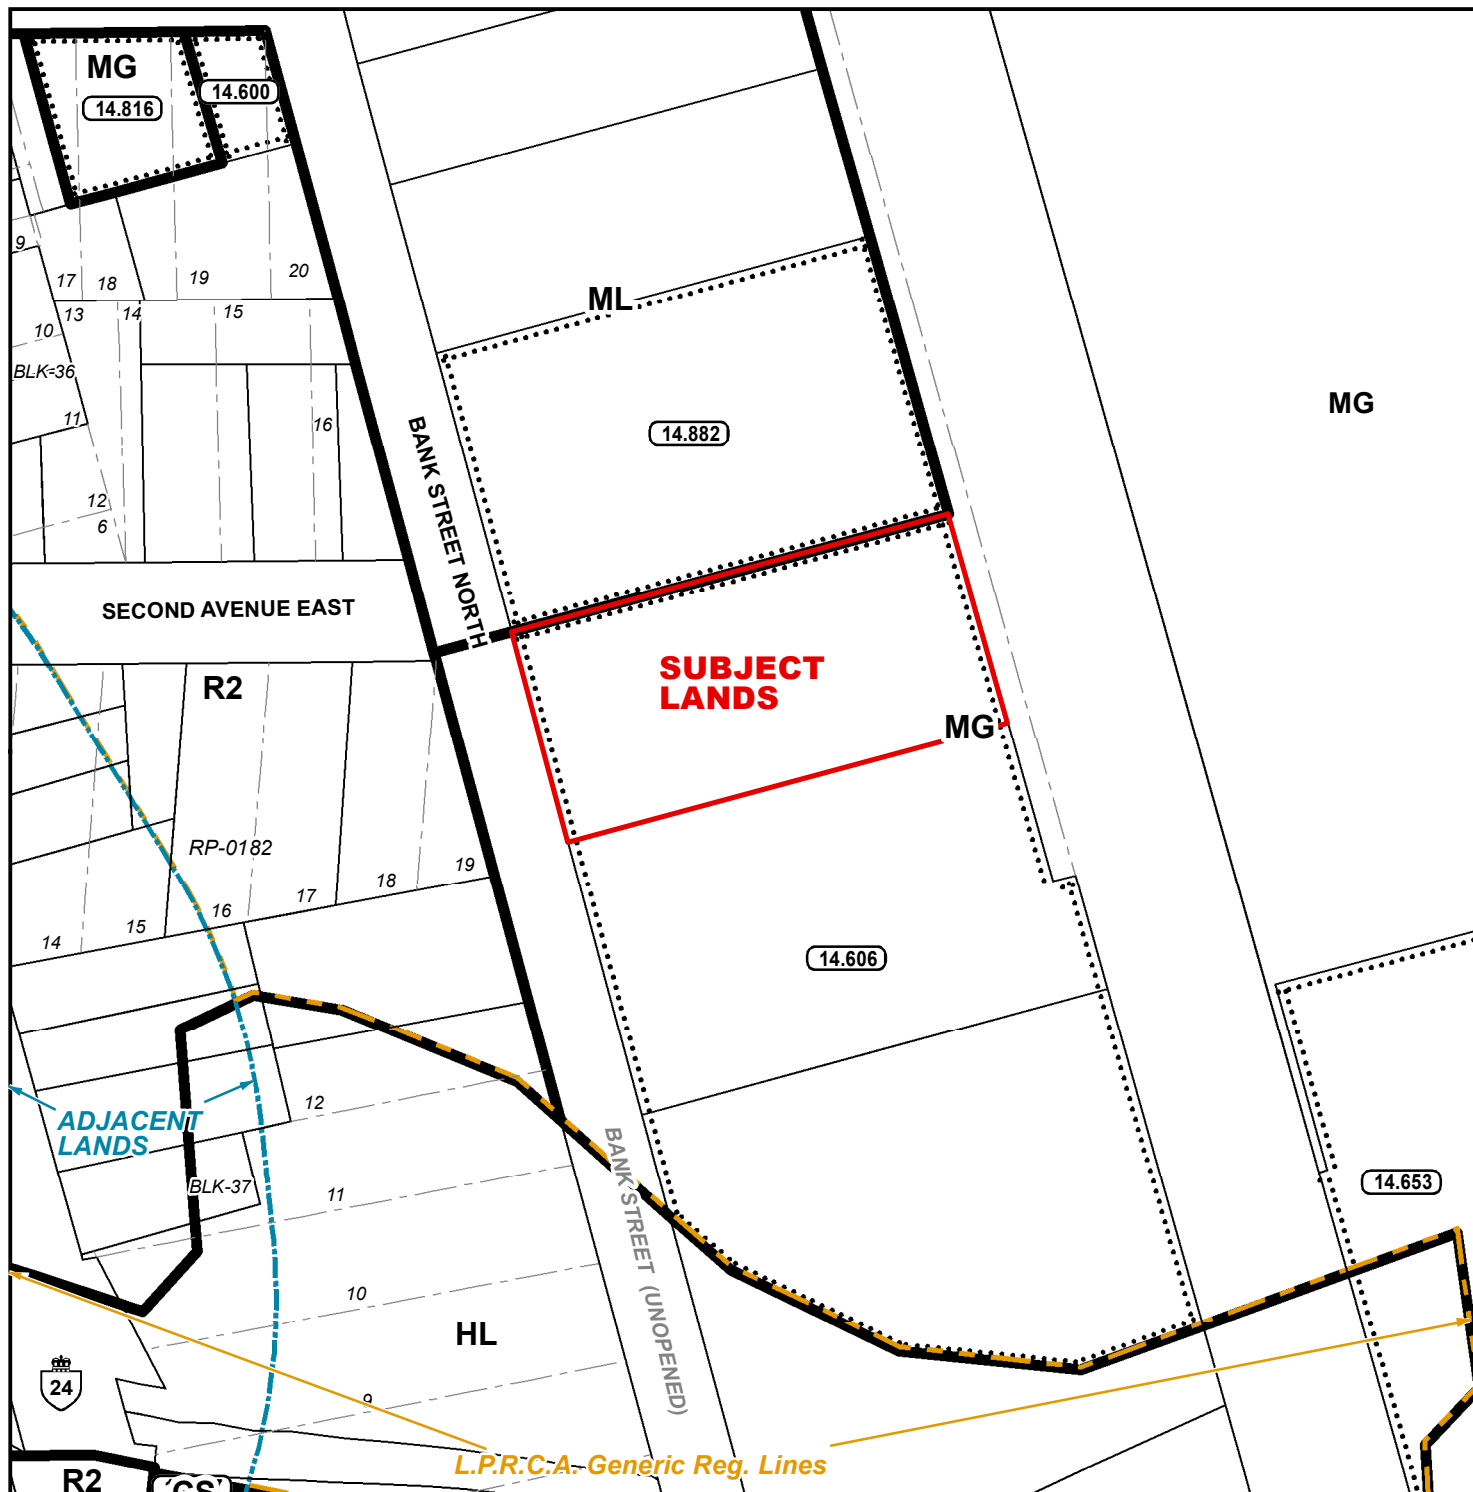 MG
14.816
14.600
9
17
18
19
20
13
14
15
10
BLK-36
11
16
12
6
ML
14.882
MG
BANK STREET NORTH
SECOND AVENUE EAST
R2
SUBJECT
LANDS
MG
RP-0182
14
15
16
17
18
19
14.606
ADJACENT
LANDS
12
BLK-37
11
10
9
HL
BANK STREET (UNOPENED)
14.653
24
L.P.R.C.A. Generic Reg. Lines
R2
CS